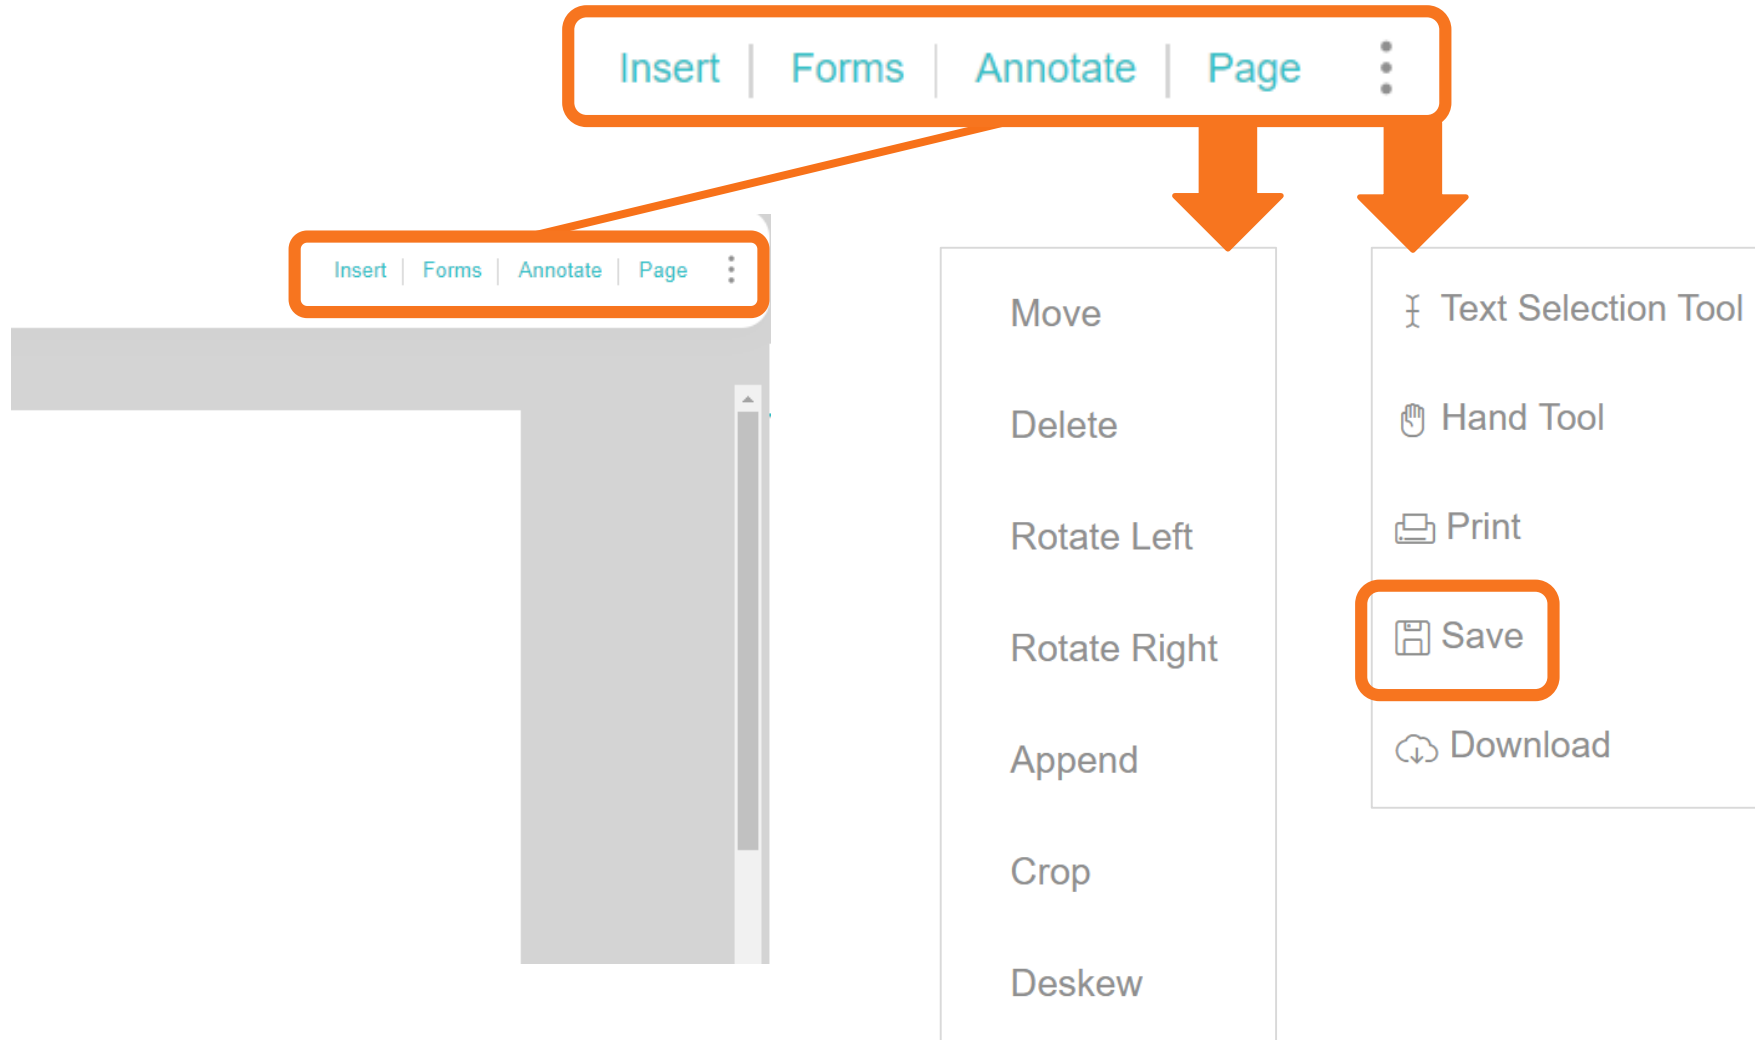 Insert Forms Annotate Page
Insert Forms Annotate Page
Move
Delete
Rotate Left
Rotate Right
Append
Crop
Deskew
Text Selection Tool
Hand Tool
Print
Save
Download